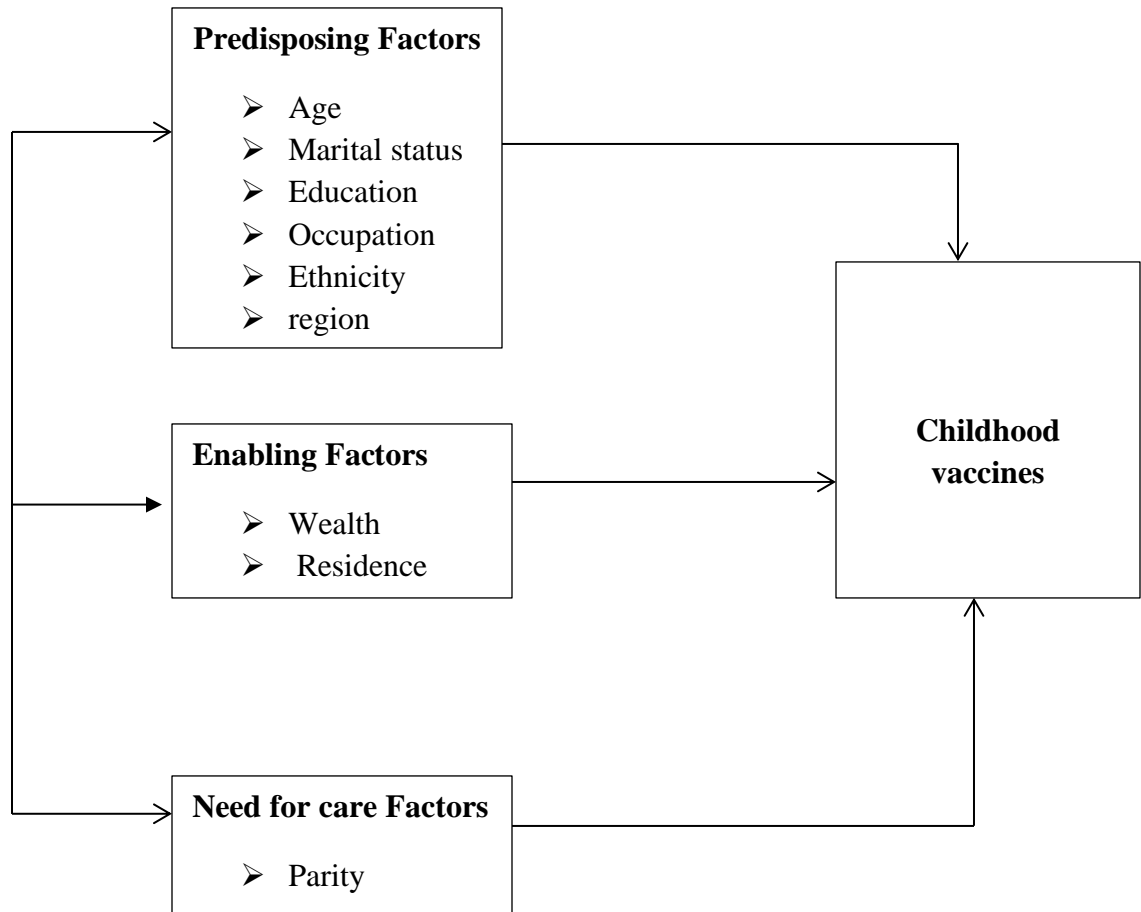 Predisposing Factors
➢ Age
➢ Marital status
➢ Education
➢ Occupation
➢ Ethnicity
➢ region
Enabling Factors
➢ Wealth
➢ Residence
Childhood
vaccines
Need for care Factors
➢ Parity